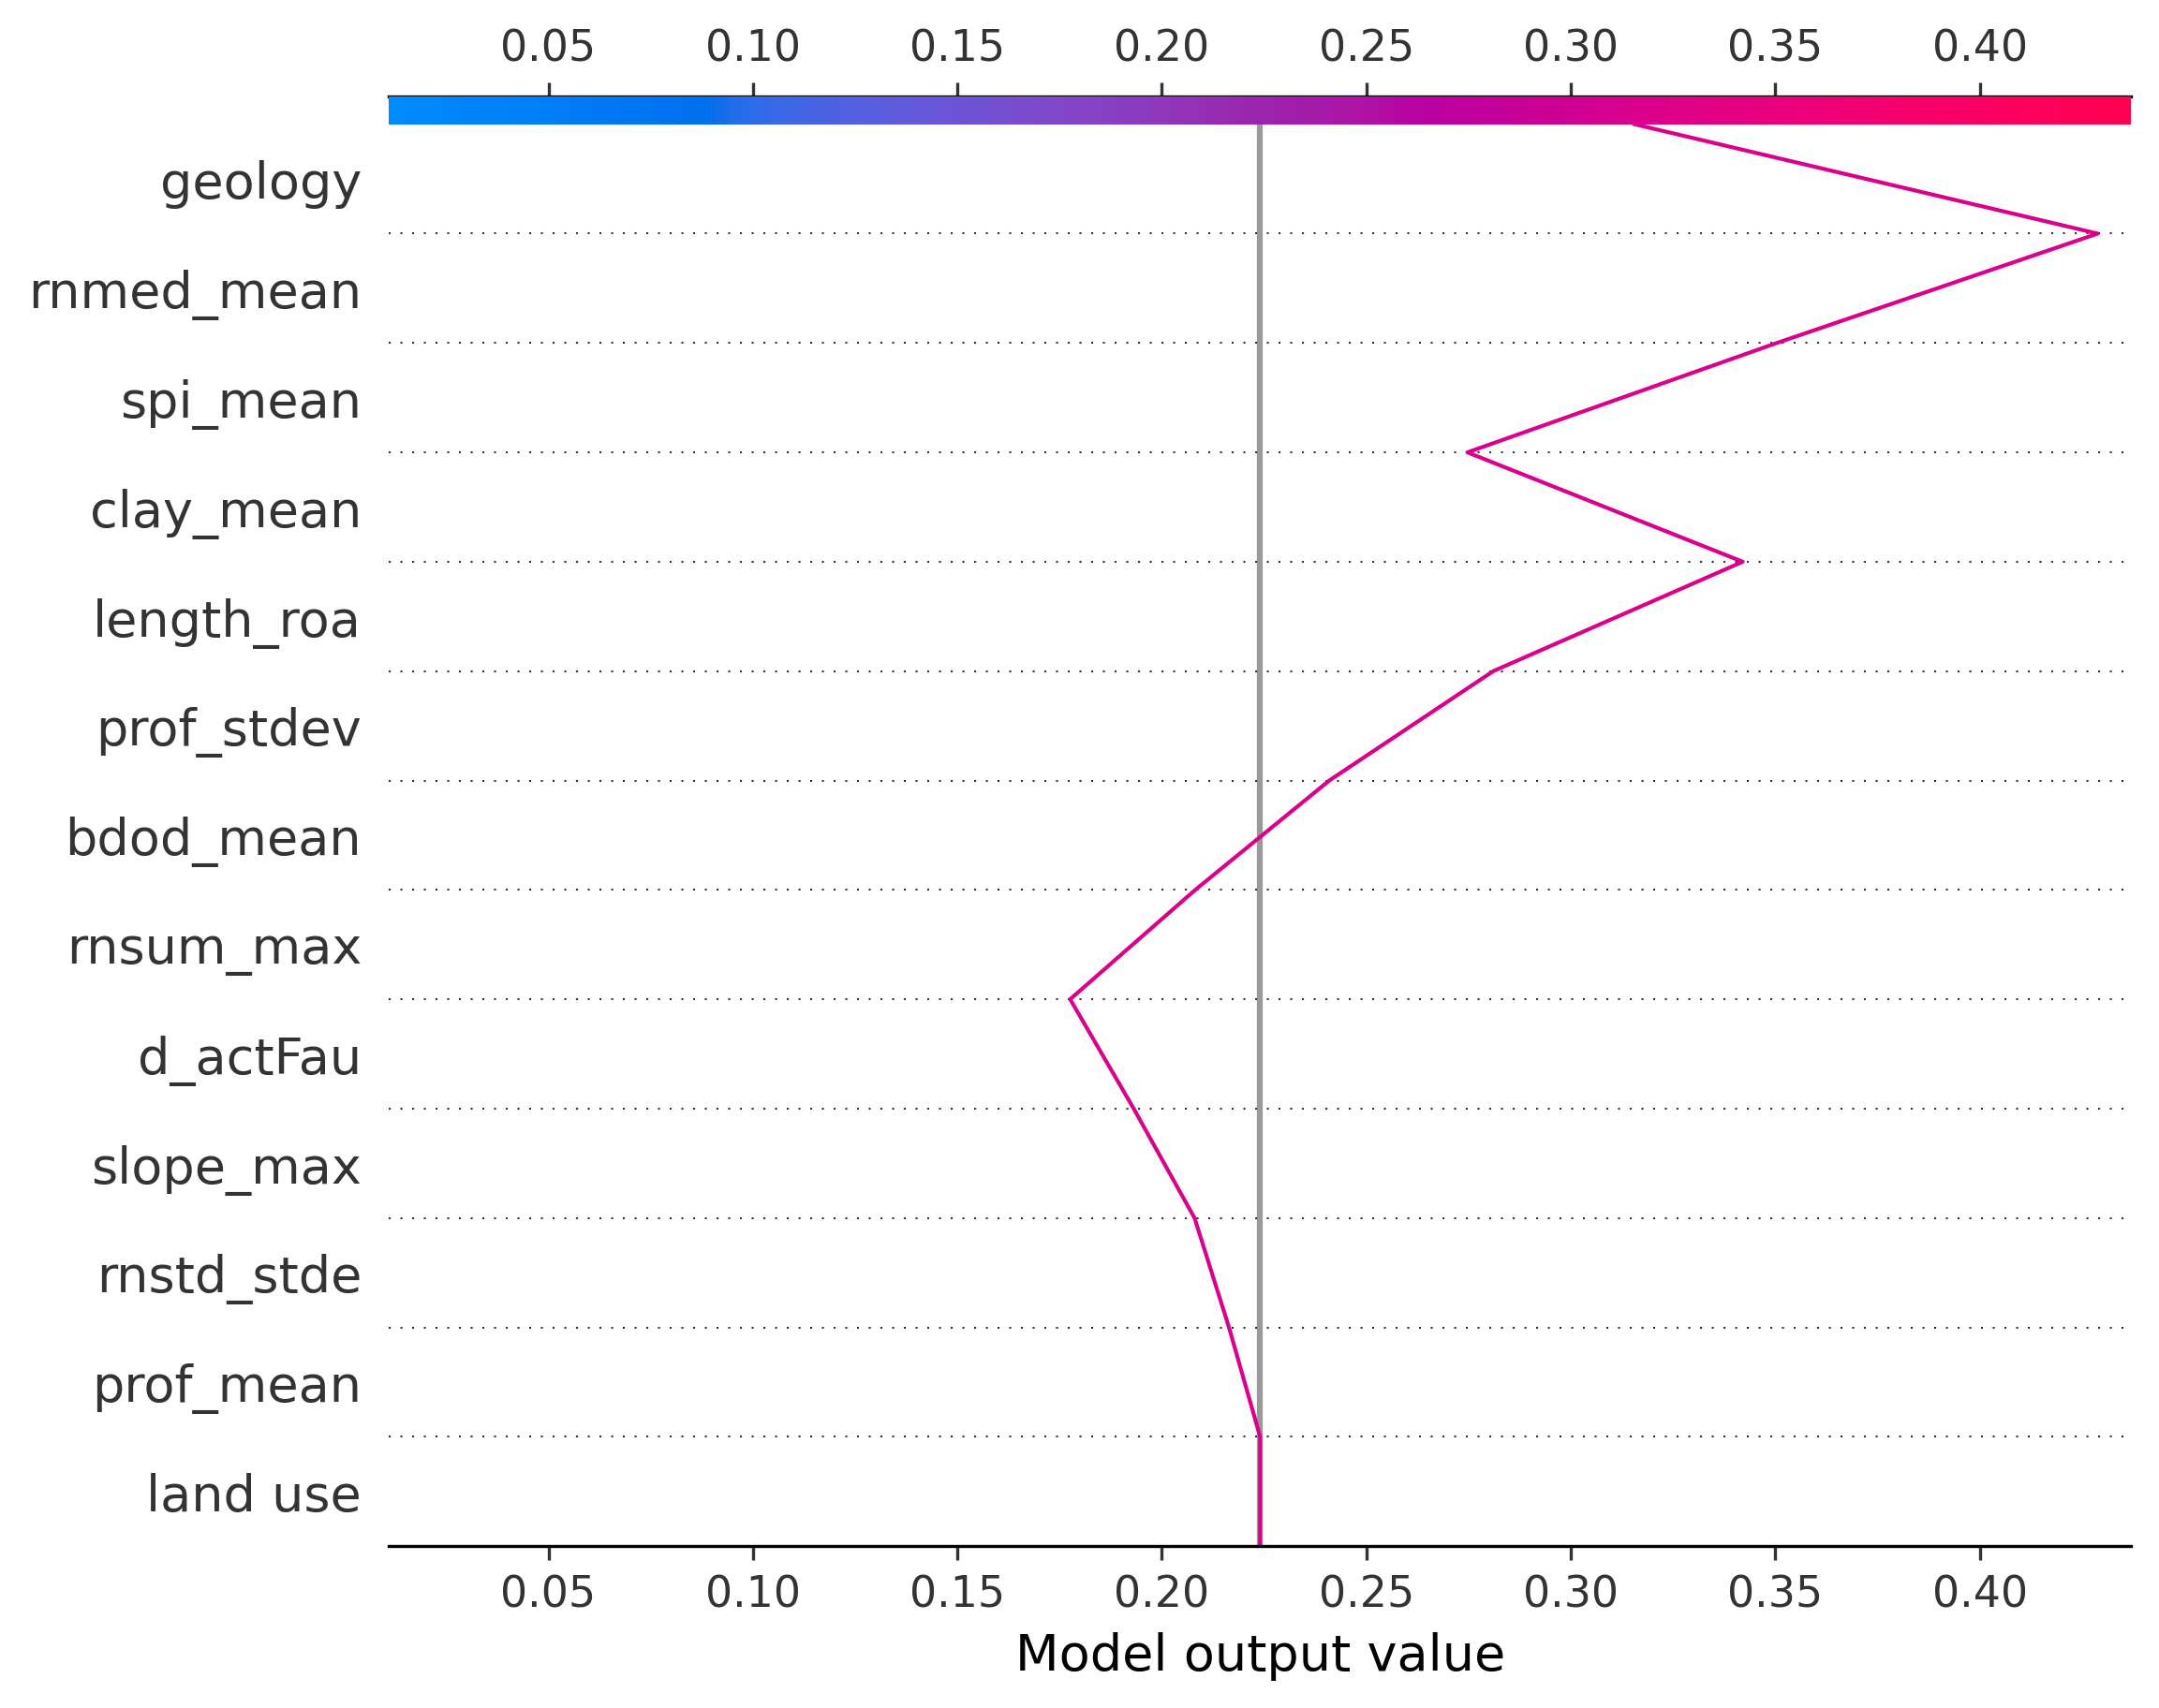 0.05 0.10 0.15 0.20 0.25 0.30 0.35 0.40
geology
rnmed_mean
spi_mean
clay_mean
length_roa
prof_stdev
bdod_mean
rnsum_max
d_actFau
slope_max
rnstd_stde
prof_mean
land use
0.05 0.10 0.15 0.20 0.25 0.30 0.35 0.40
Model output value